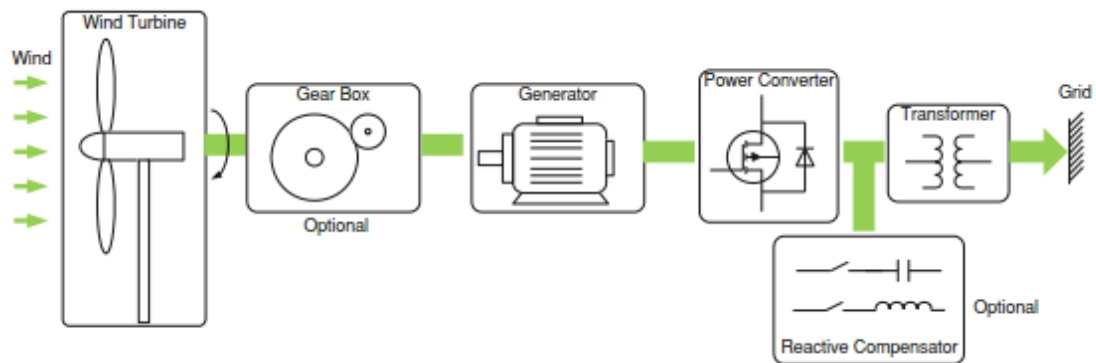 Wind Turbine
Wind
Gear Box
Optional
Generator
Power Converter
Transformer
Grid
Optional
Reactive Compensator